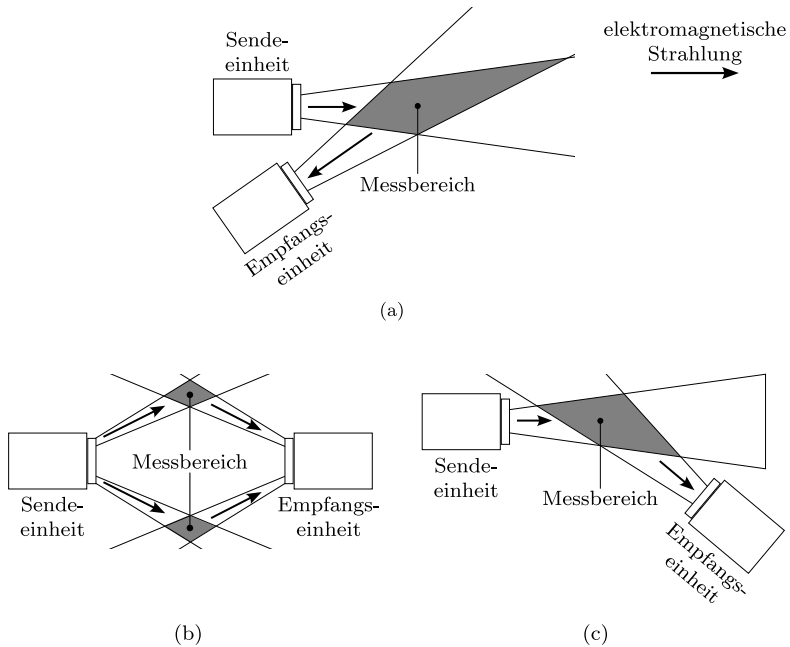 Sende-
einheit
elektromagnetische
Strahlung
Messbereich
Empfangs-
einheit
(a)
Messbereich
Sende-
einheit
Empfangs-
einheit
(b)
Sende-
einheit
Messbereich
Empfangs-
einheit
(c)